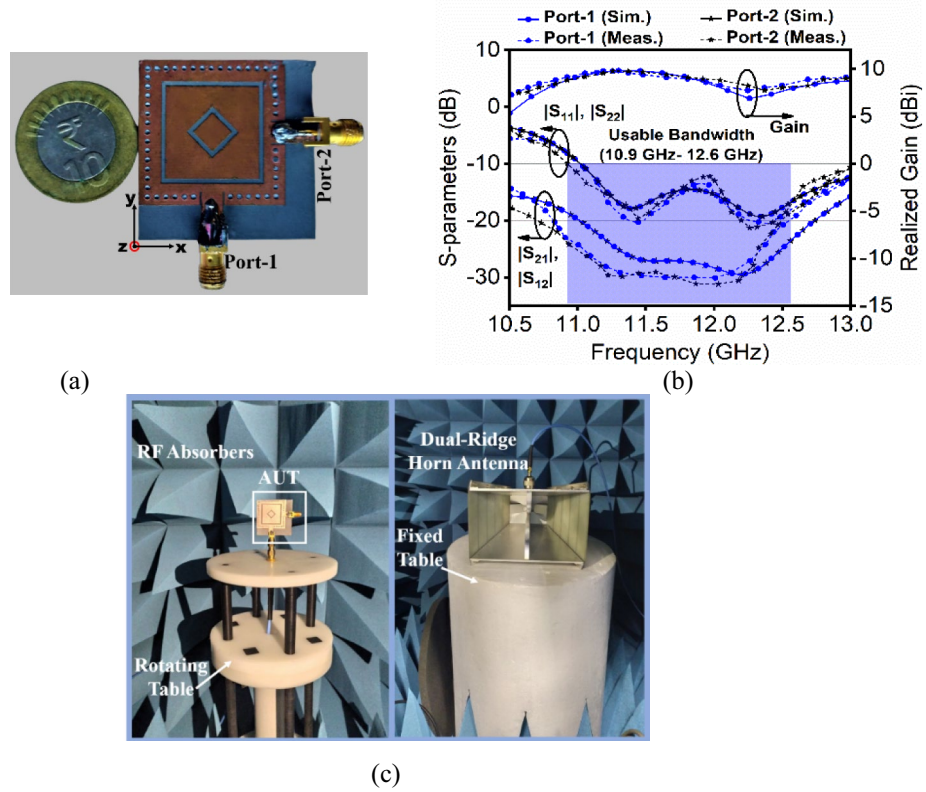 Port-2
y
z
x
Port-1
(a)
Port-1 (Sim.) Port-2 (Sim.)
Port-1 (Meas.) Port-2 (Meas.)
S-parameters (dB)
10
0
-10
-20
-30
|S11|, |S22|
Usable Bandwidth
(10.9 GHz- 12.6 GHz)
Gain
|S21|,
|S12|
10
5
0
-5
-10
-15
Realized Gain (dBi)
10.5 11.0 11.5 12.0 12.5 13.0
Frequency (GHz)
(b)
RF Absorbers
AUT
Rotating
Table
Dual-Ridge
Horn Antenna
Fixed
Table
(c)